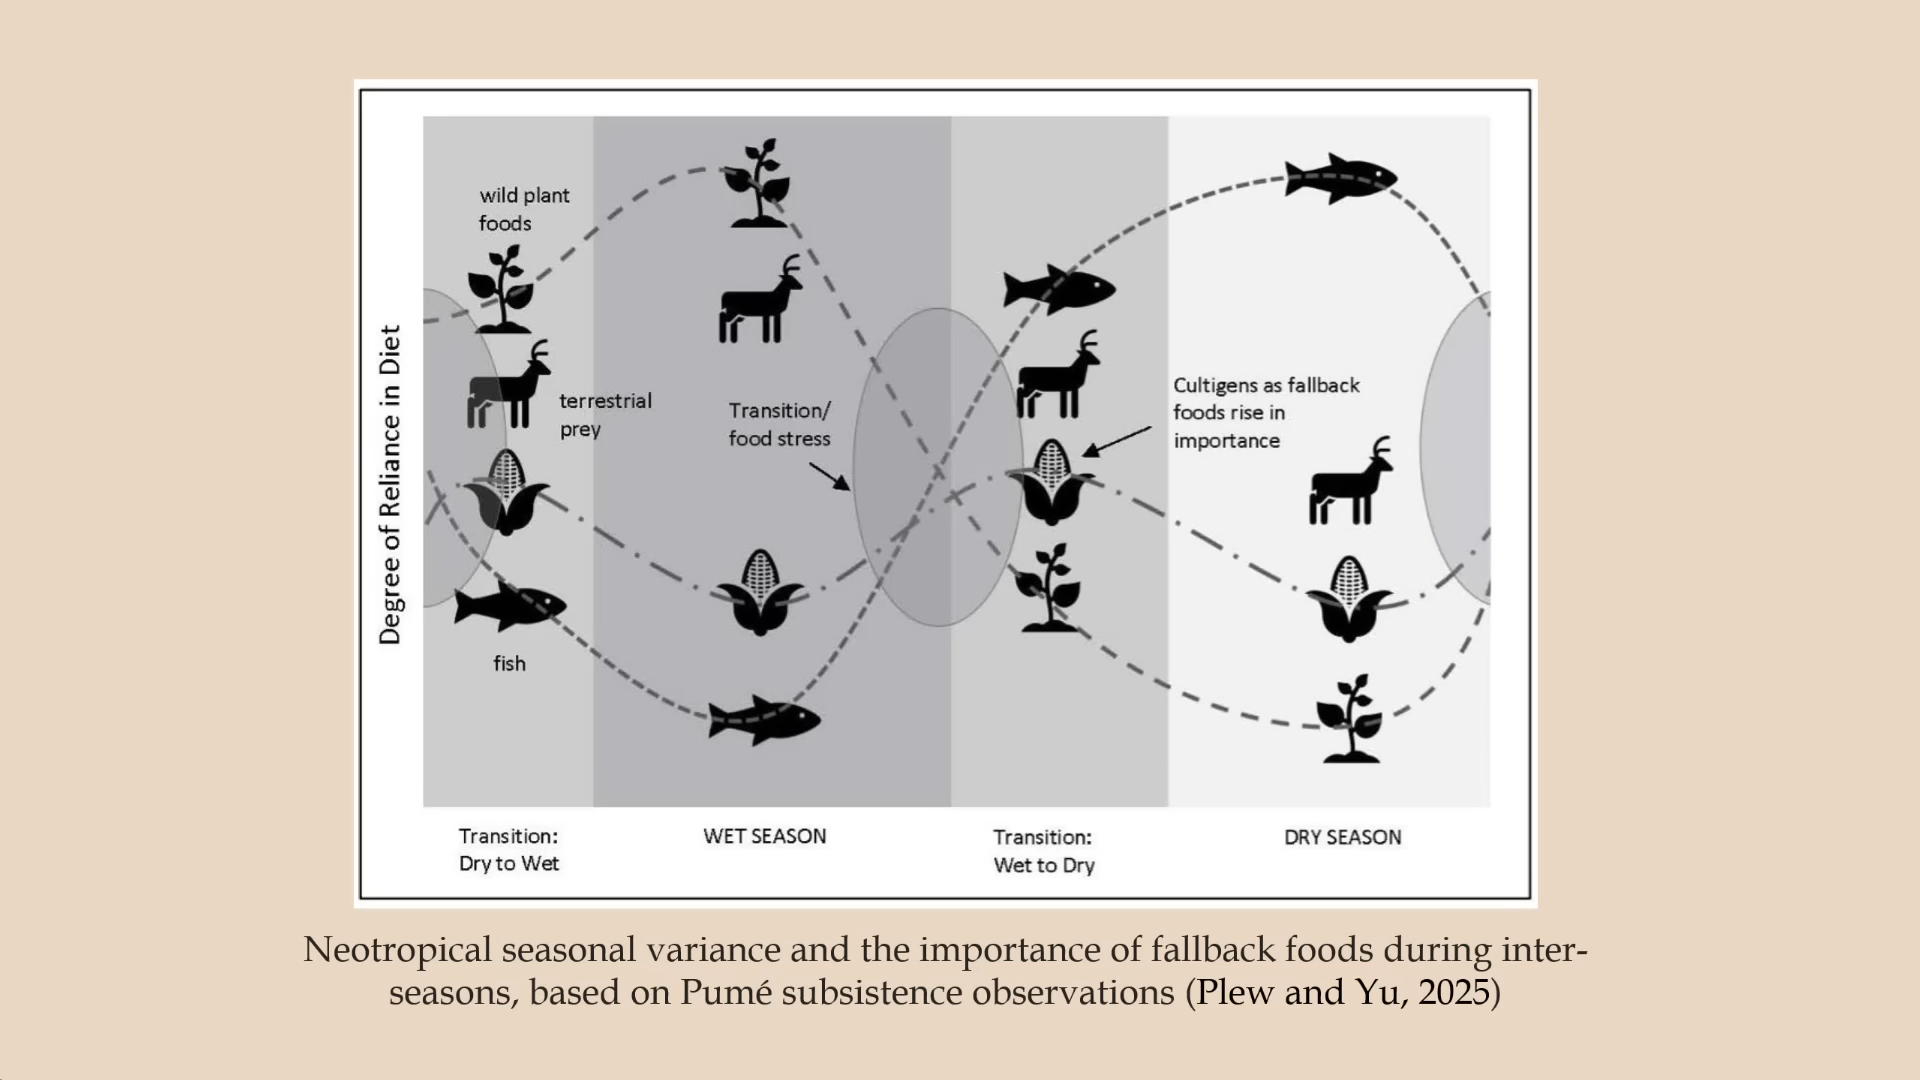 wild plant
foods
terrestrial
prey
fish
Degree of Reliance in Diet
Transition/
food stress
Cultigens as fallback
foods rise in
importance
Transition:
Dry to Wet
WET SEASON
Transition:
Wet to Dry
DRY SEASON
Neotropical seasonal variance and the importance of fallback foods during inter-
seasons, based on Pumé subsistence observations (Plew and Yu, 2025)